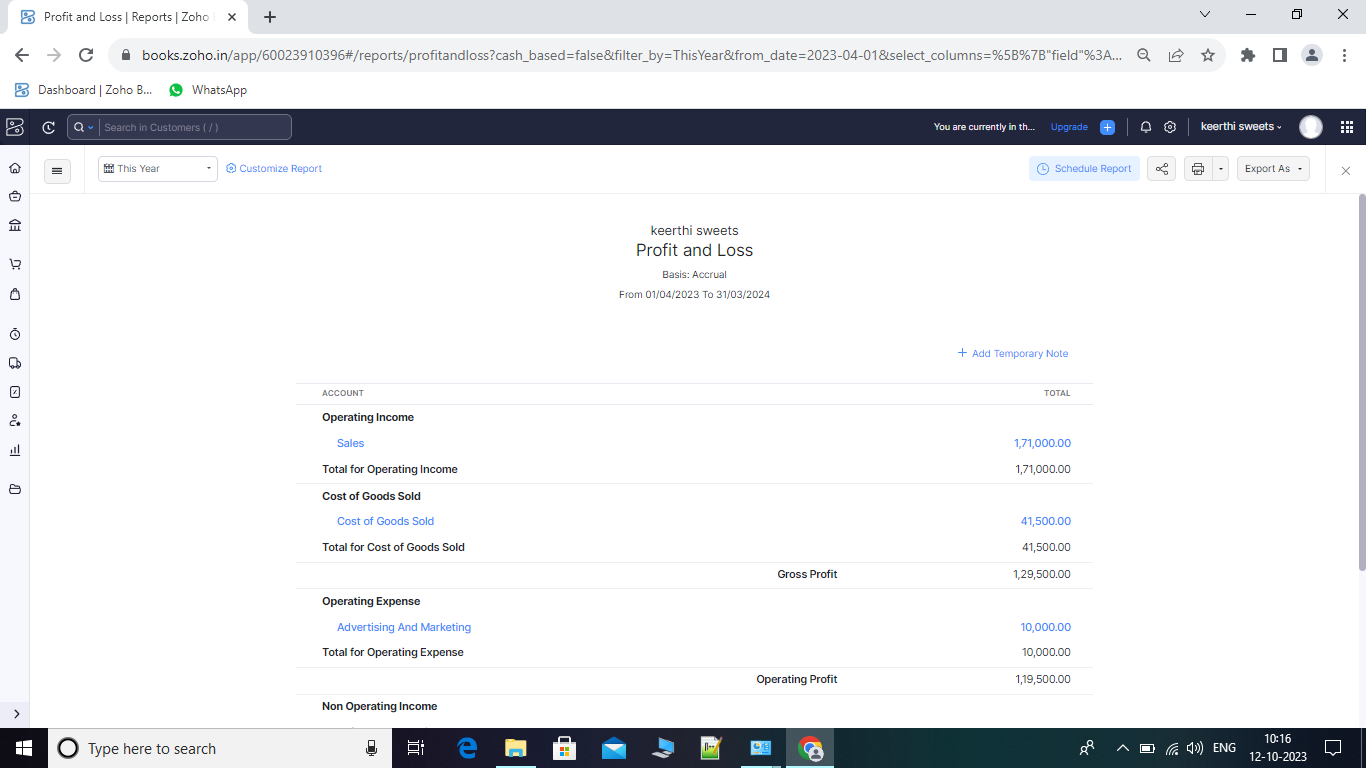 Profit and Loss | Reports | Zoho
books.zoho.in/app/60023910396#/reports/profitandloss?cash_based=false&filter_by=ThisYear&from_date=2023-04-01&select_columns=%5B%7B"field"%3A...
Dashboard | Zoho B... WhatsApp
Search in Customers ( / ) You are currently in th... Upgrade keerthi sweets
This Year Customize Report Schedule Report Export As
keerthi sweets
Profit and Loss
Basis: Accrual
From 01/04/2023 To 31/03/2024
+ Add Temporary Note
ACCOUNT TOTAL
Operating Income
Sales 1,71,000.00
Total for Operating Income 1,71,000.00
Cost of Goods Sold
Cost of Goods Sold 41,500.00
Total for Cost of Goods Sold 41,500.00
Gross Profit 1,29,500.00
Operating Expense
Advertising And Marketing 10,000.00
Total for Operating Expense 10,000.00
Operating Profit 1,19,500.00
Non Operating Income
Type here to search ENG 10:16
12-10-2023